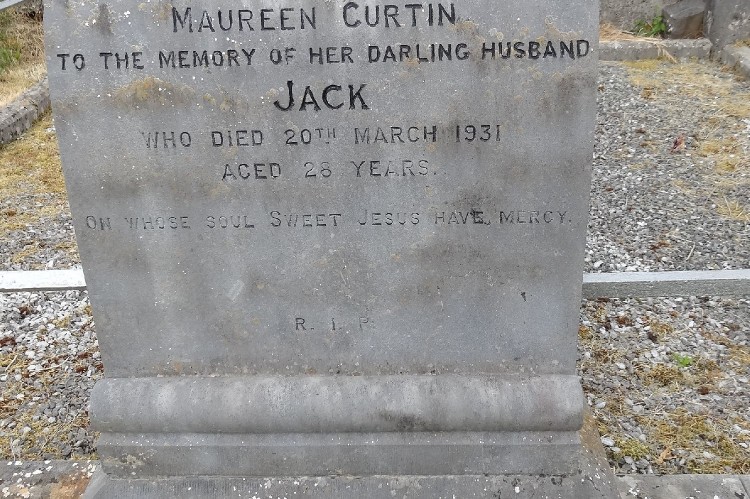 Maureen Curtin
TO THE MEMORY OF HER DARLING HUSBAND
JACK
WHO DIED 20TH MARCH 1931
AGED 28 YEARS.
ON WHOSE SOUL SWEET JESUS HAVE MERCY.
R. I. P.